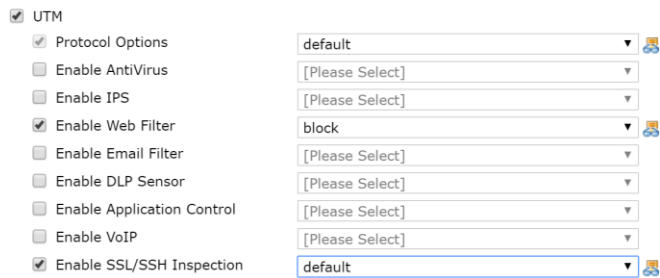 UTM
Protocol Options default
Enable AntiVirus [Please Select]
Enable IPS [Please Select]
Enable Web Filter block
Enable Email Filter [Please Select]
Enable DLP Sensor [Please Select]
Enable Application Control [Please Select]
Enable VoIP [Please Select]
Enable SSL/SSH Inspection default